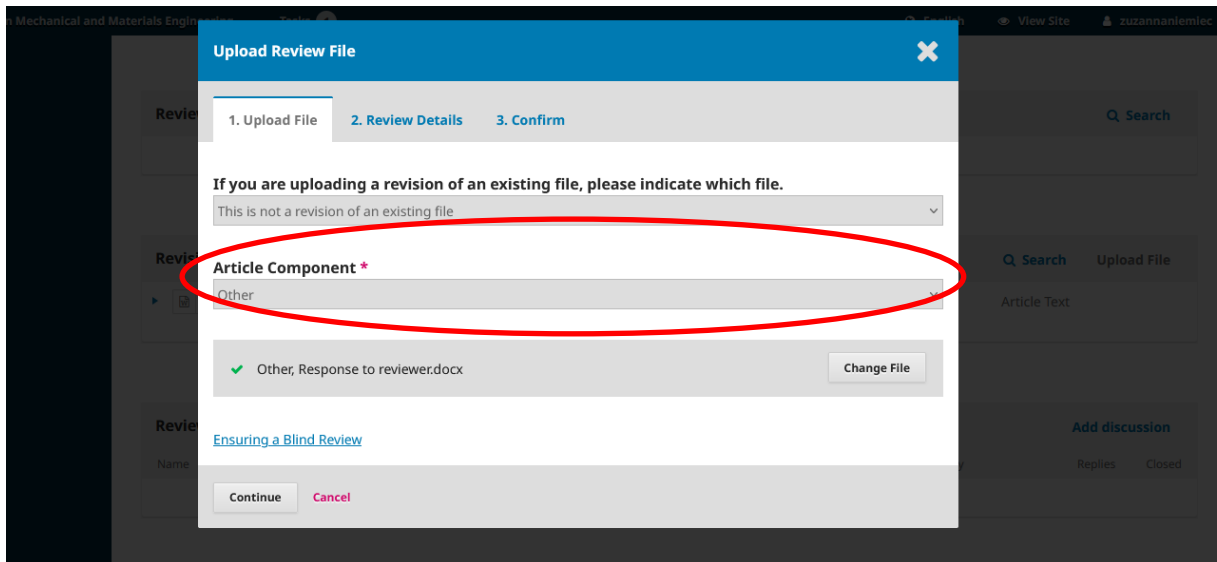 n Mechanical and Materials Engineering Tasks English View Site zuzannaniemiec
Upload Review File
1. Upload File 2. Review Details 3. Confirm
Search
If you are uploading a revision of an existing file, please indicate which file.
This is not a revision of an existing file
Revis Search Upload File
Article Component *
Other
Article Text
Other, Response to reviewer.docx Change File
Revie Add discussion
Ensuring a Blind Review
Name y Replies Closed
Continue Cancel